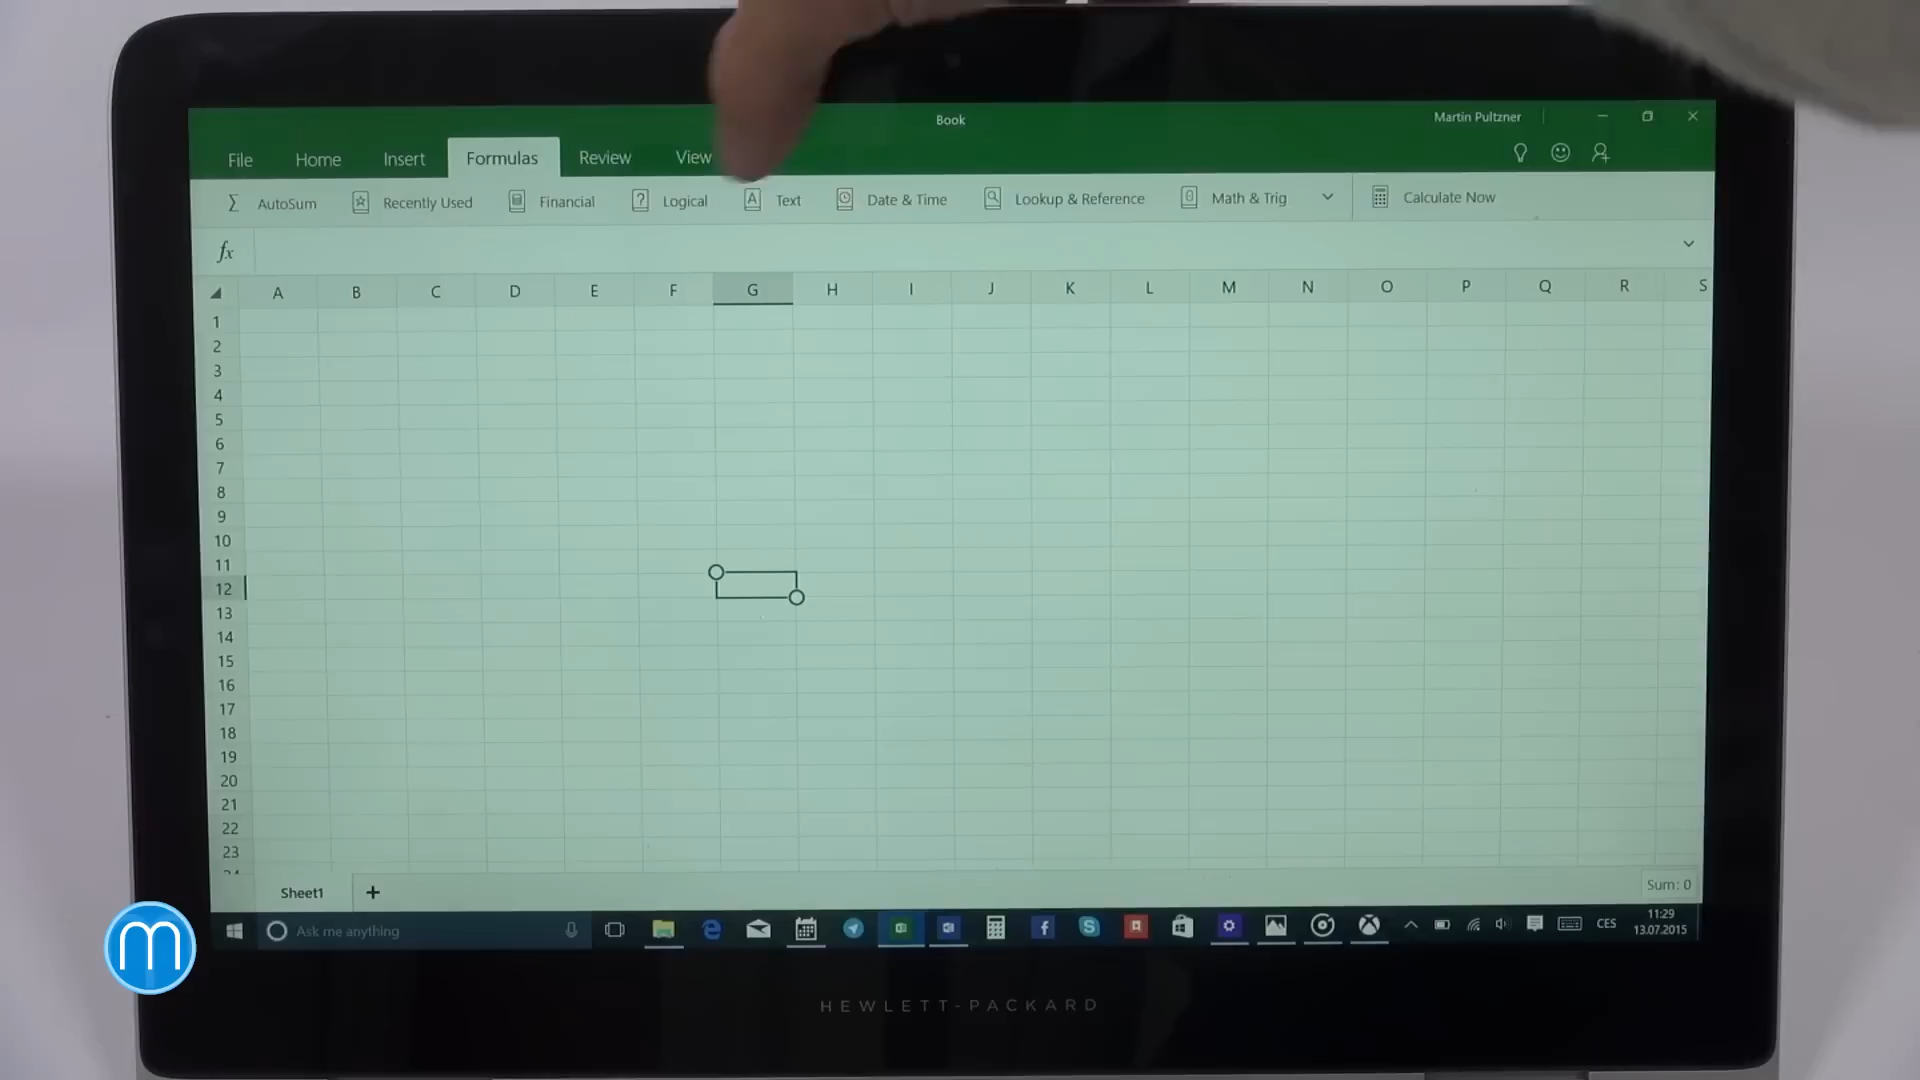 Book
Martin Pultzner
File Home Insert Formulas Review View
AutoSum Recently Used Financial Logical Text Date & Time Lookup & Reference Math & Trig Calculate Now
fx
A B C D E F G H I J K L M N O P Q R S
1
2
3
4
5
6
7
8
9
10
11
12
13
14
15
16
17
18
19
20
21
22
23
Sheet1 +
Sum: 0
Ask me anything
CES
11:29
13.07.2015
m
HEWLETT-PACKARD